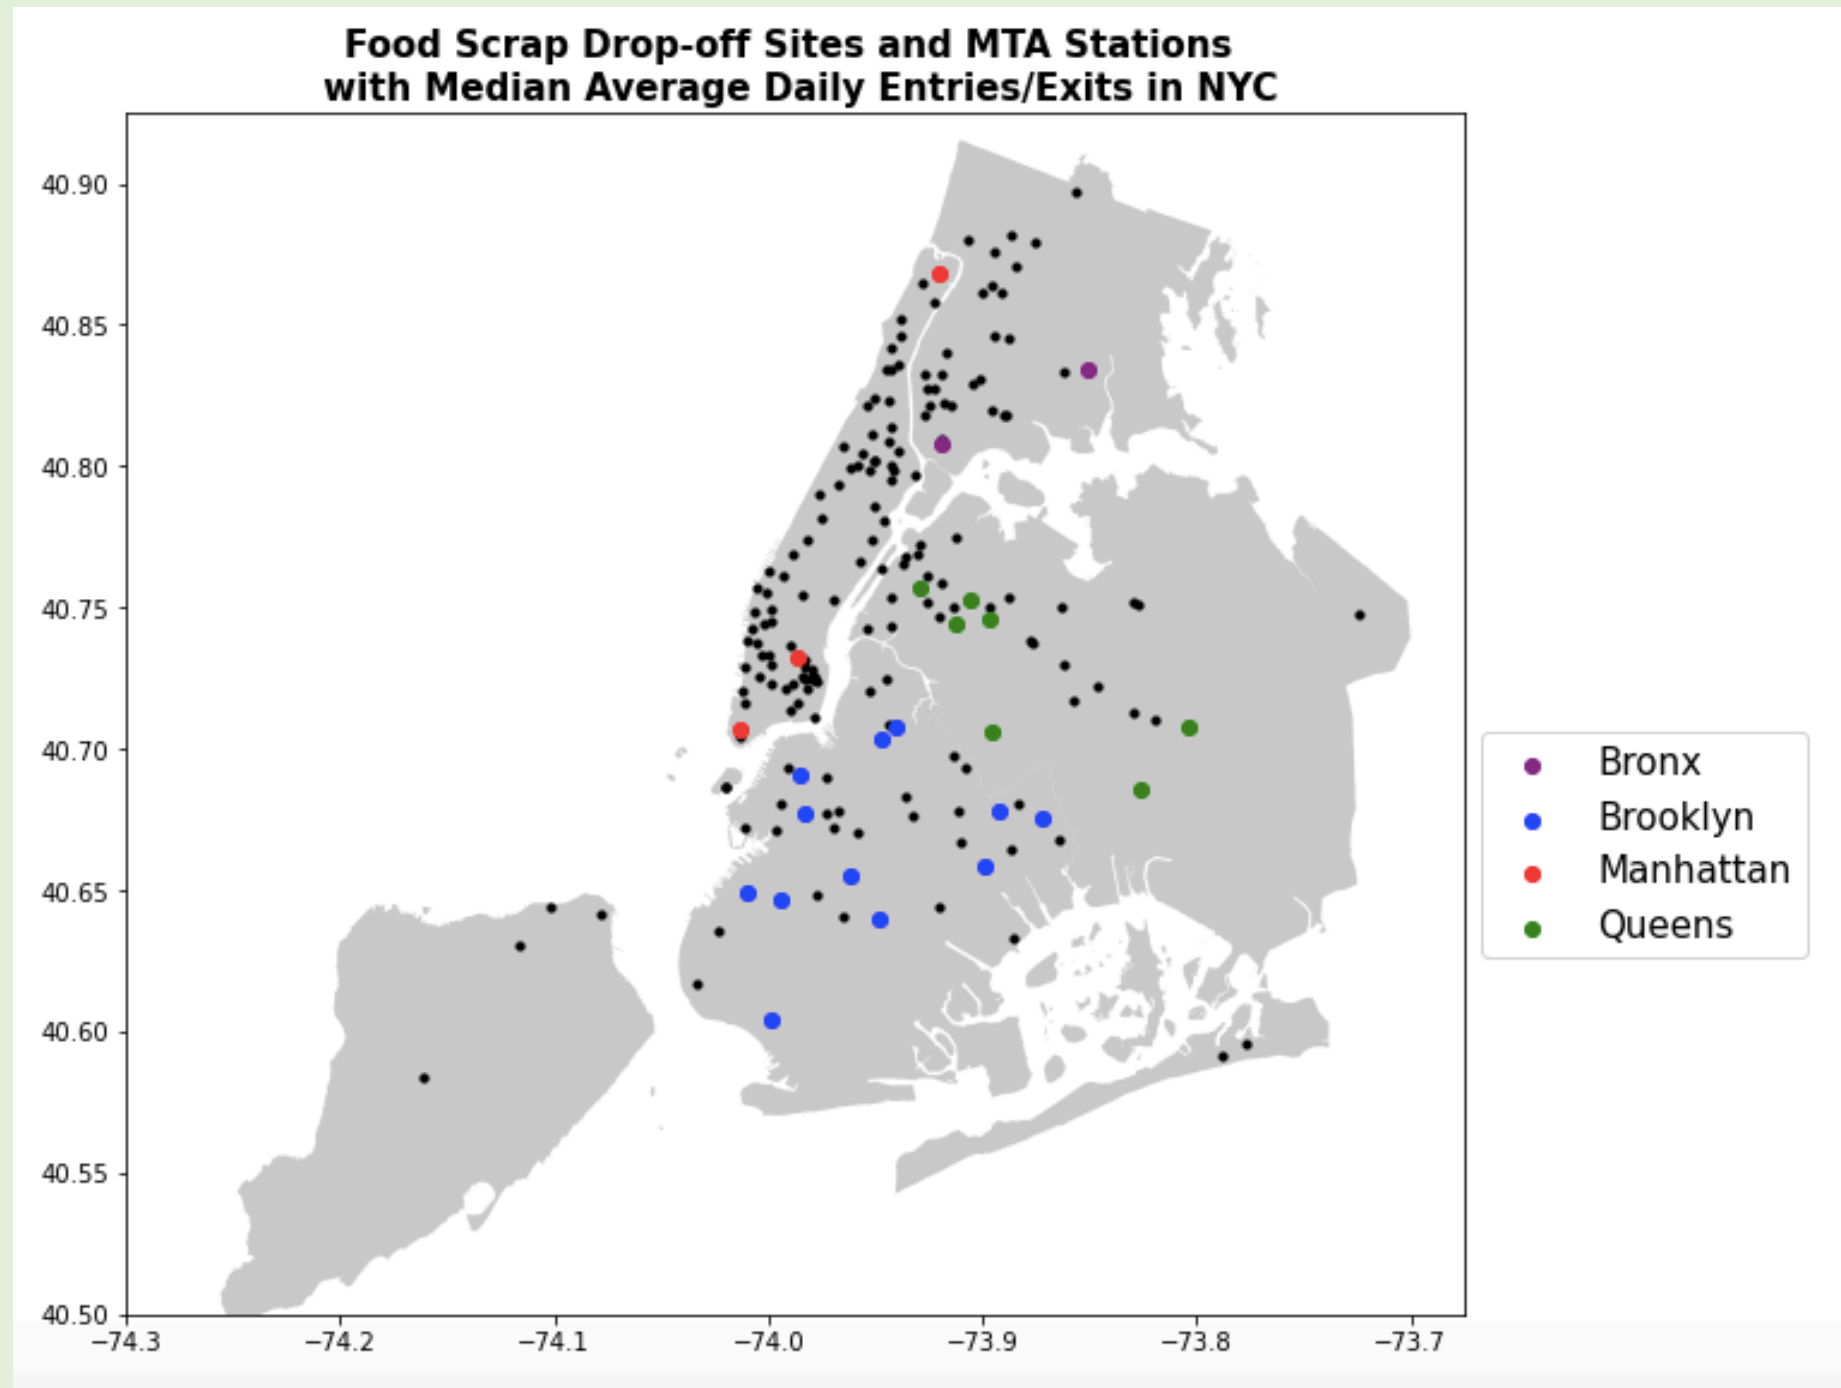 Food Scrap Drop-off Sites and MTA Stations
with Median Average Daily Entries/Exits in NYC
40.90
40.85
40.80
40.75
40.70
40.65
40.60
40.55
40.50
−74.3 −74.2 −74.1 −74.0 −73.9 −73.8 −73.7
Bronx
Brooklyn
Manhattan
Queens